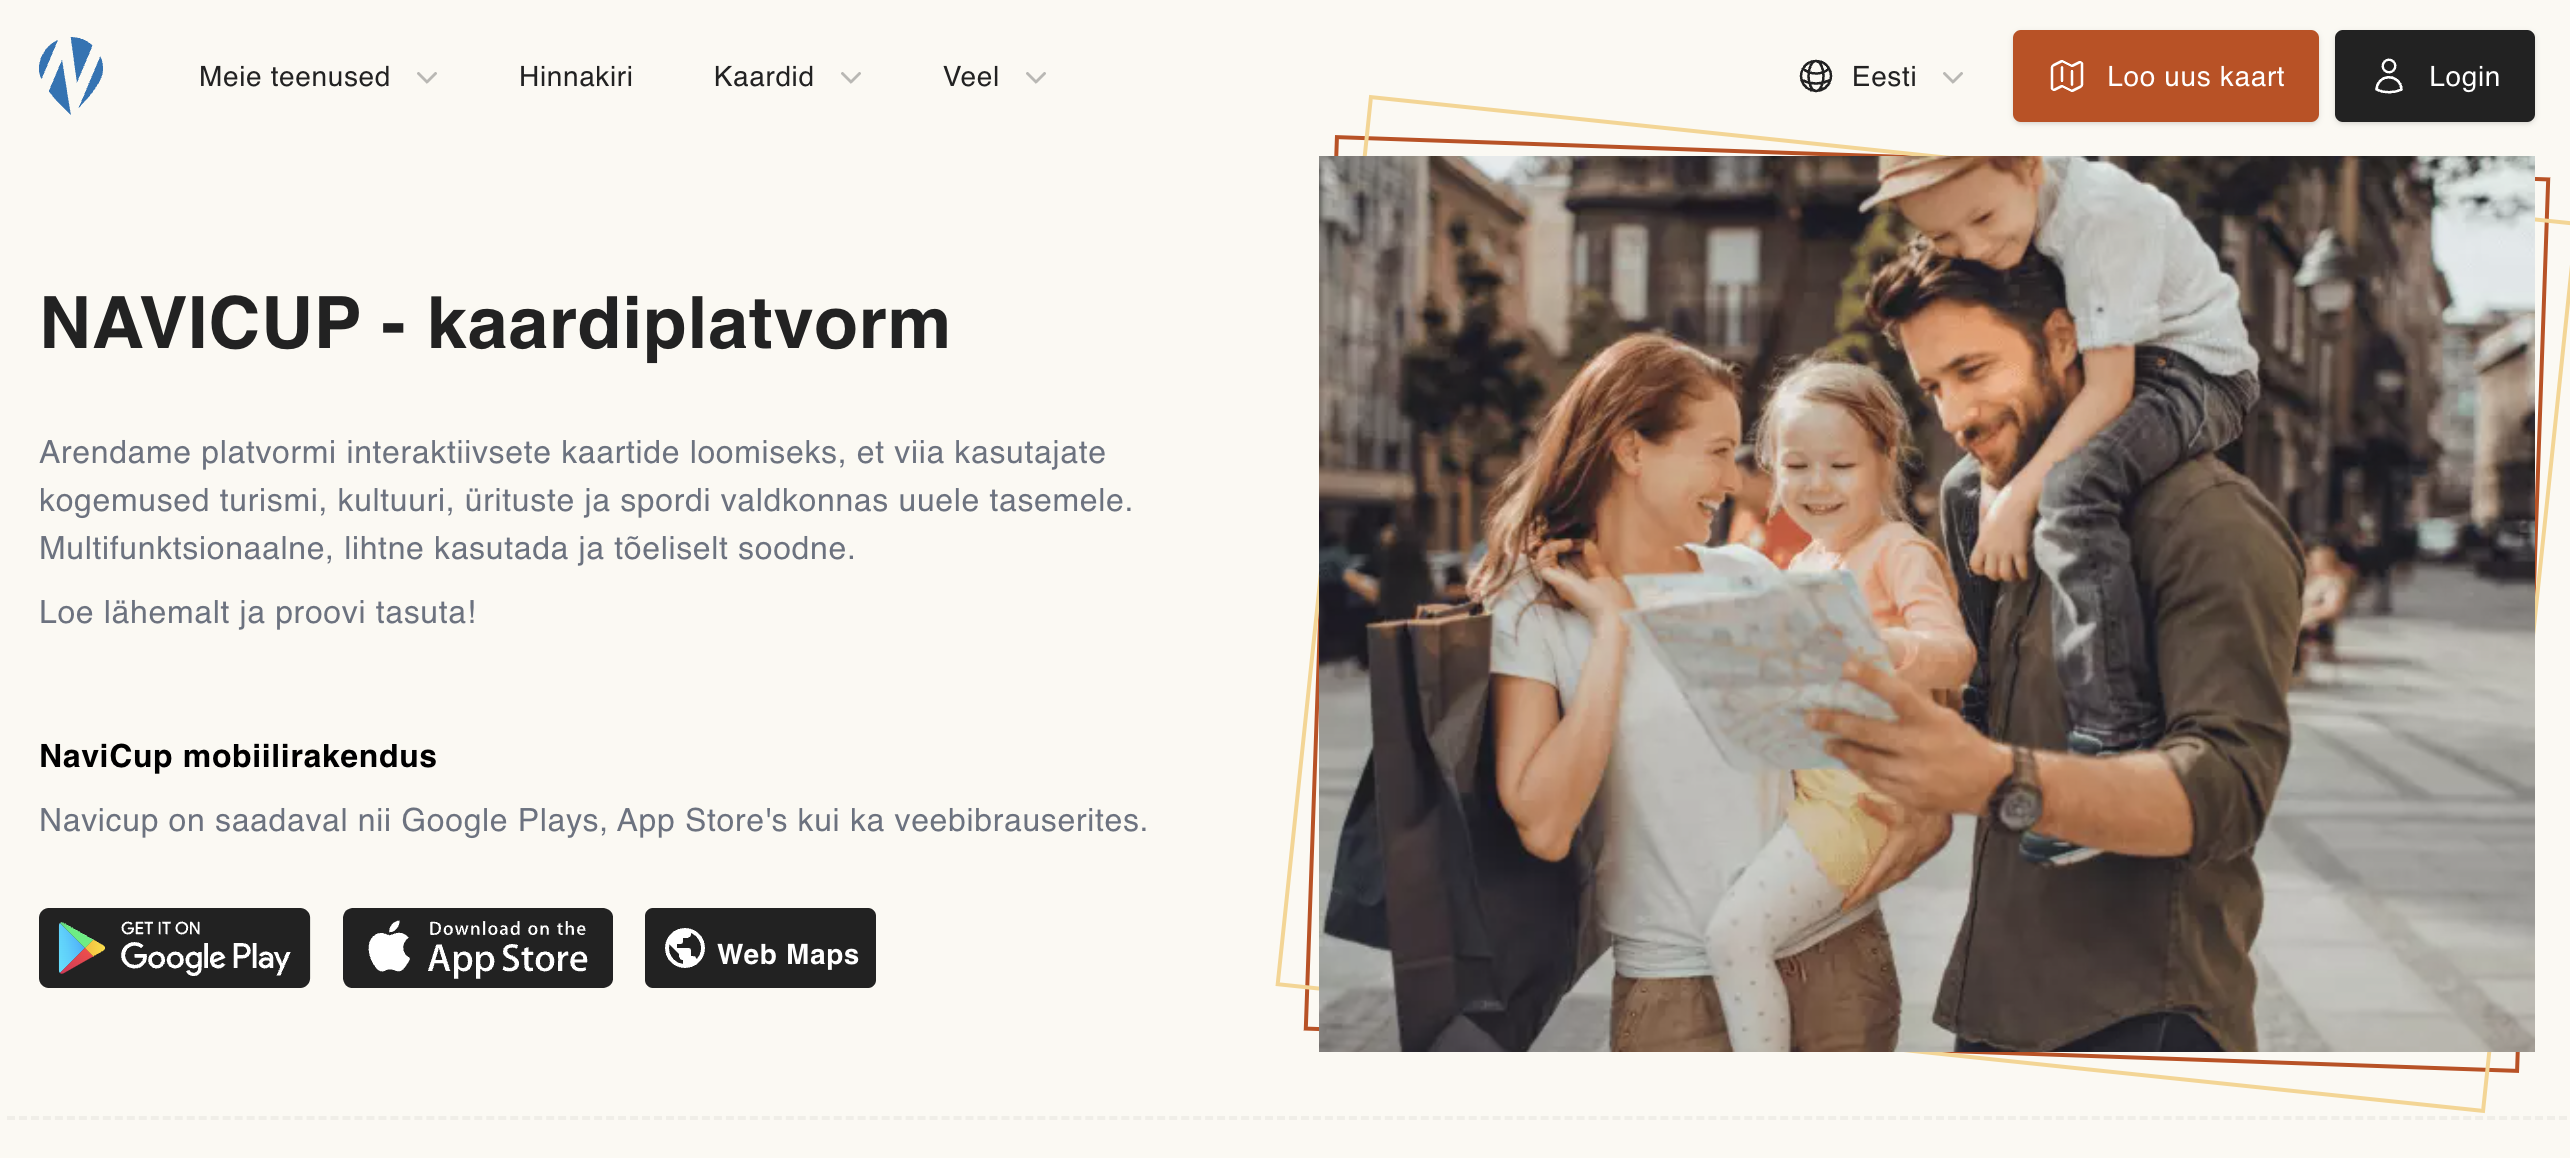 Meie teenused
Hinnakiri
Kaardid
Veel
Eesti
Loo uus kaart
Login
NAVICUP - kaardiplatvorm
Arendame platvormi interaktiivsete kaartide loomiseks, et viia kasutajate
kogemused turismi, kultuuri, ürituste ja spordi valdkonnas uuele tasemele.
Multifunktsionaalne, lihtne kasutada ja tõeliselt soodne.
Loe lähemalt ja proovi tasuta!
NaviCup mobiilirakendus
Navicup on saadaval nii Google Plays, App Store's kui ka veebibrauserites.
GET IT ON
Google Play
Download on the
App Store
Web Maps